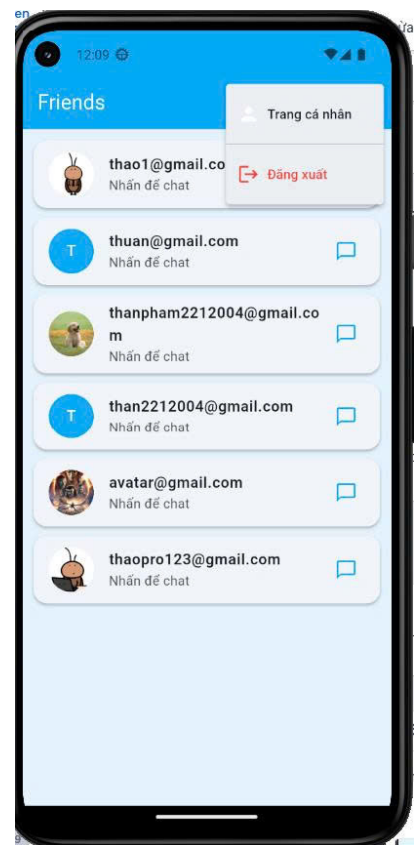 en
ừa
12:09
Friends
Trang cá nhân
Đăng xuất
thao1@gmail.co
Nhấn để chat
T
thuan@gmail.com
Nhấn để chat
thanpham2212004@gmail.co
m
Nhấn để chat
T
than2212004@gmail.com
Nhấn để chat
avatar@gmail.com
Nhấn để chat
thaopro123@gmail.com
Nhấn để chat
g